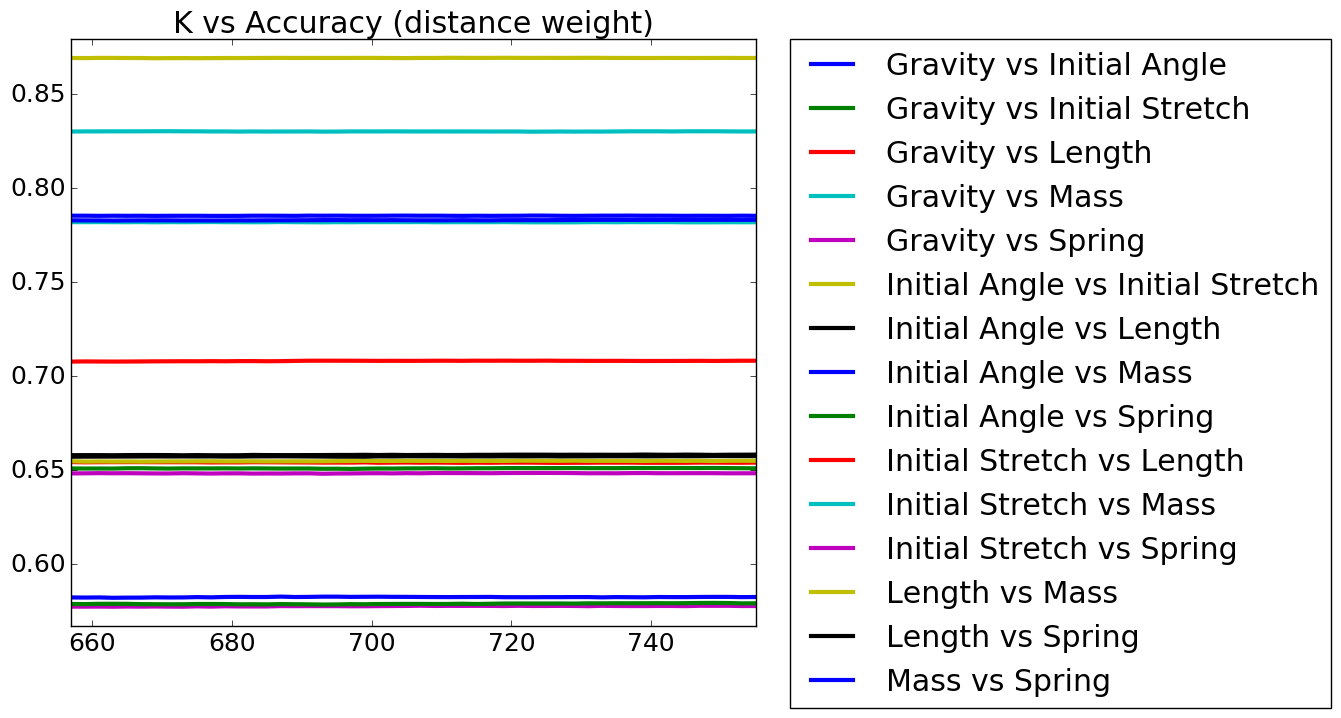 K vs Accuracy (distance weight)
0.85
0.80
0.75
0.70
0.65
0.60
660 680 700 720 740
Gravity vs Initial Angle
Gravity vs Initial Stretch
Gravity vs Length
Gravity vs Mass
Gravity vs Spring
Initial Angle vs Initial Stretch
Initial Angle vs Length
Initial Angle vs Mass
Initial Angle vs Spring
Initial Stretch vs Length
Initial Stretch vs Mass
Initial Stretch vs Spring
Length vs Mass
Length vs Spring
Mass vs Spring